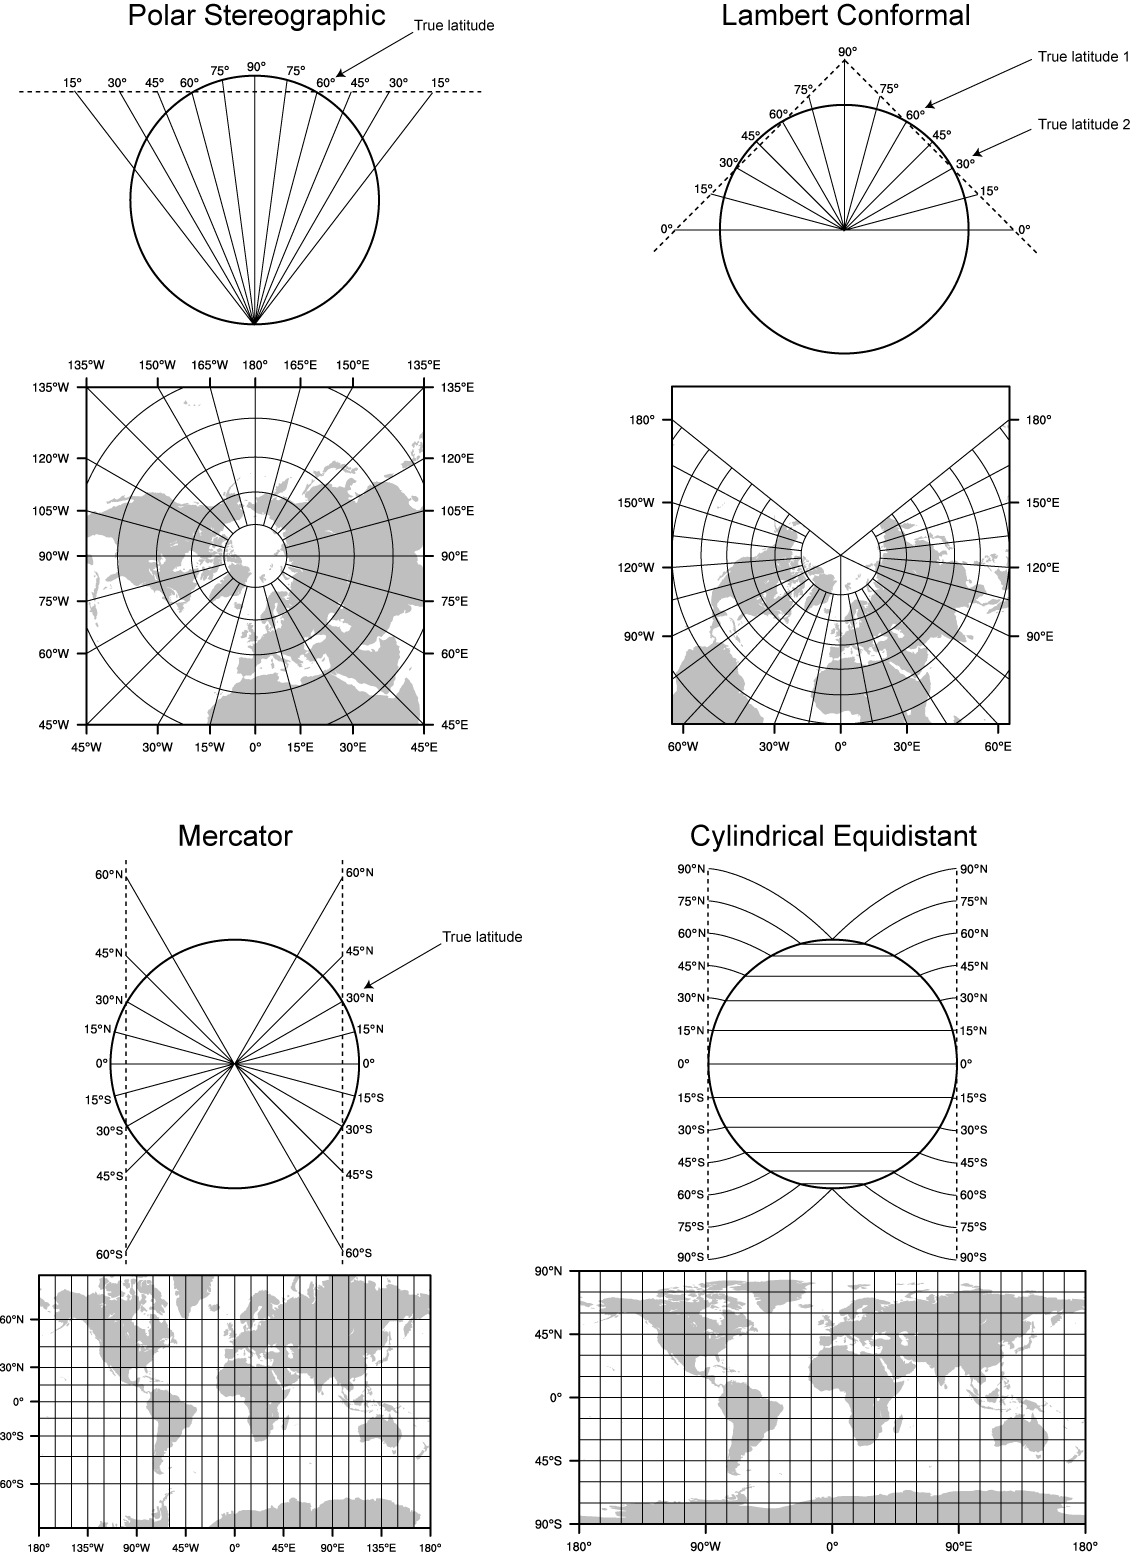 Polar Stereographic
True latitude
15° 30° 45° 60° 75° 90° 75° 60° 45° 30° 15°
135°W 150°W 165°W 180° 165°E 150°E 135°E
135°W 135°E
120°W 120°E
105°W 105°E
90°W 90°E
75°W 75°E
60°W 60°E
45°W 45°E
45°W 30°W 15°W 0° 15°E 30°E 45°E
Lambert Conformal
90°
True latitude 1
75° 75°
60° 60°
True latitude 2
45° 45°
30° 30°
15° 15°
0° 0°
180° 180°
150°W 150°E
120°W 120°E
90°W 90°E
60°W 30°W 0° 30°E 60°E
Mercator
60°N 60°N
True latitude
45°N 45°N
30°N 30°N
15°N 15°N
0° 0°
15°S 15°S
30°S 30°S
45°S 45°S
60°S 60°S
60°N
30°N
0°
30°S
60°S
180° 135°W 90°W 45°W 0° 45°E 90°E 135°E 180°
Cylindrical Equidistant
90°N 90°N
75°N 75°N
60°N 60°N
45°N 45°N
30°N 30°N
15°N 15°N
0° 0°
15°S 15°S
30°S 30°S
45°S 45°S
60°S 60°S
75°S 75°S
90°S 90°S
90°N
45°N
0°
45°S
90°S
180° 90°W 0° 90°E 180°